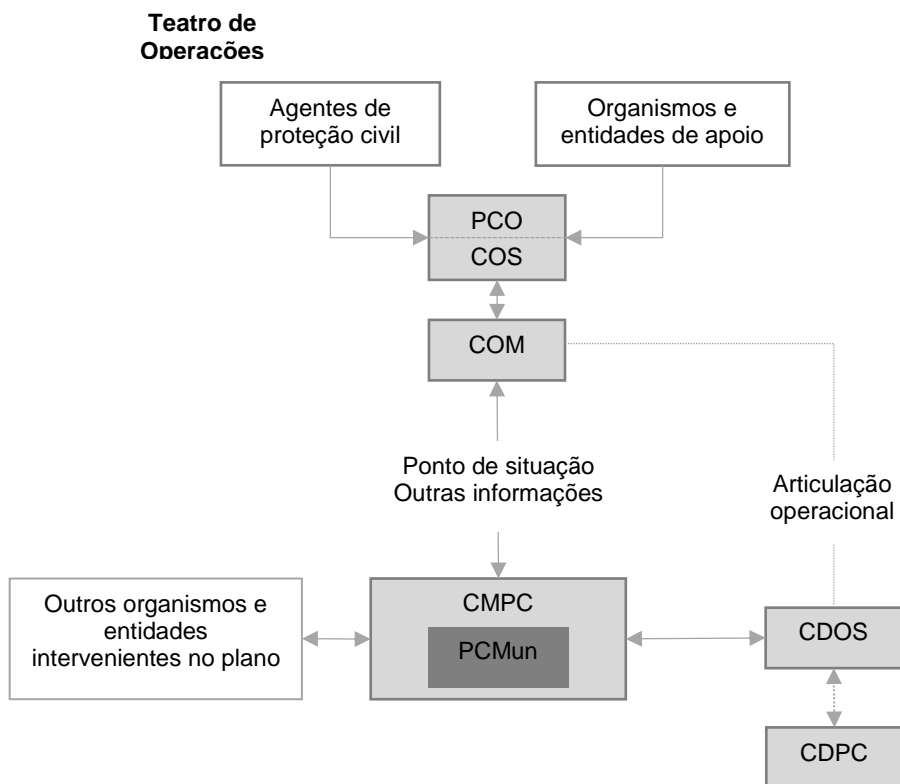 Teatro de
Operações
Agentes de
proteção civil
Organismos e
entidades de apoio
PCO
COS
COM
Ponto de situação
Outras informações
Articulação
operacional
Outros organismos e
entidades
intervenientes no plano
CMPC
PCMun
CDOS
CDPC